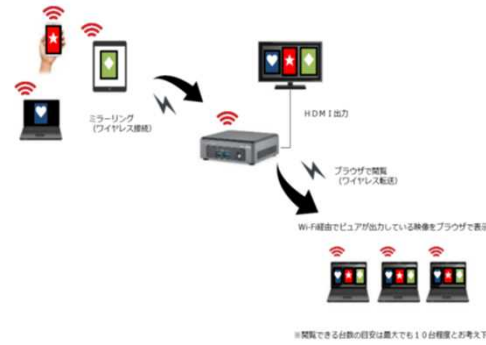 ミラーリング
(ワイヤレス接続)
HDMI出力
ブラウザで閲覧
(ワイヤレス転送)
Wi-Fi経由でピュアが出力している映像をブラウザで表示
※閲覧できる台数の目安は最大でも10台程度とお考え下